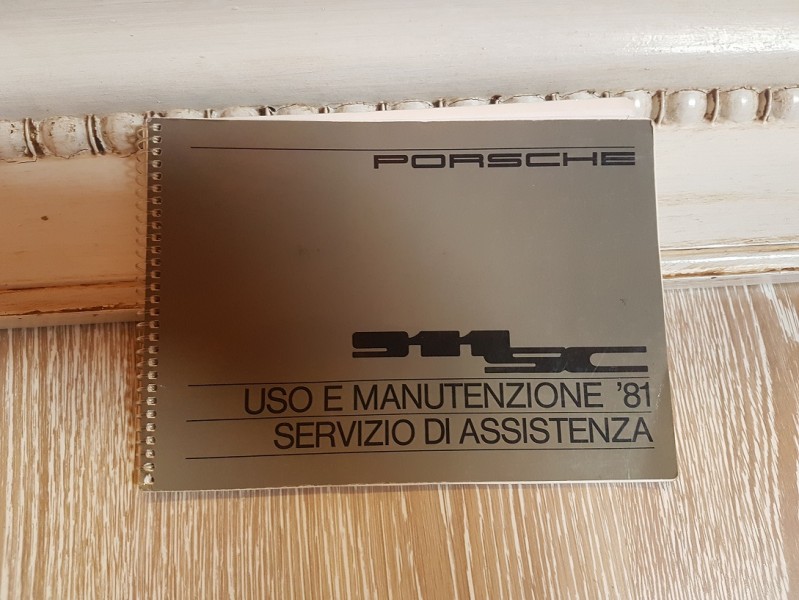 PORSCHE
911SC
USO E MANUTENZIONE '81
SERVIZIO DI ASSISTENZA